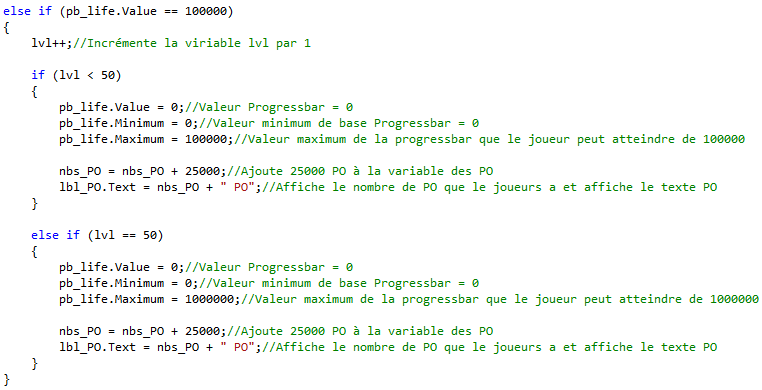 else if (pb_life.Value == 100000)
{
lvl++;//Incrémente la viriable lvl par 1
if (lvl < 50)
{
pb_life.Value = 0;//Valeur Progressbar = 0
pb_life.Minimum = 0;//Valeur minimum de base Progressbar = 0
pb_life.Maximum = 100000;//Valeur maximum de la progressbar que le joueur peut atteindre de 100000
nbs_PO = nbs_PO + 25000;//Ajoute 25000 PO à la variable des PO
lbl_PO.Text = nbs_PO + " PO";//Affiche le nombre de PO que le joueurs a et affiche le texte PO
}
else if (lvl == 50)
{
pb_life.Value = 0;//Valeur Progressbar = 0
pb_life.Minimum = 0;//Valeur minimum de base Progressbar = 0
pb_life.Maximum = 1000000;//Valeur maximum de la progressbar que le joueur peut atteindre de 1000000
nbs_PO = nbs_PO + 25000;//Ajoute 25000 PO à la variable des PO
lbl_PO.Text = nbs_PO + " PO";//Affiche le nombre de PO que le joueurs a et affiche le texte PO
}
}